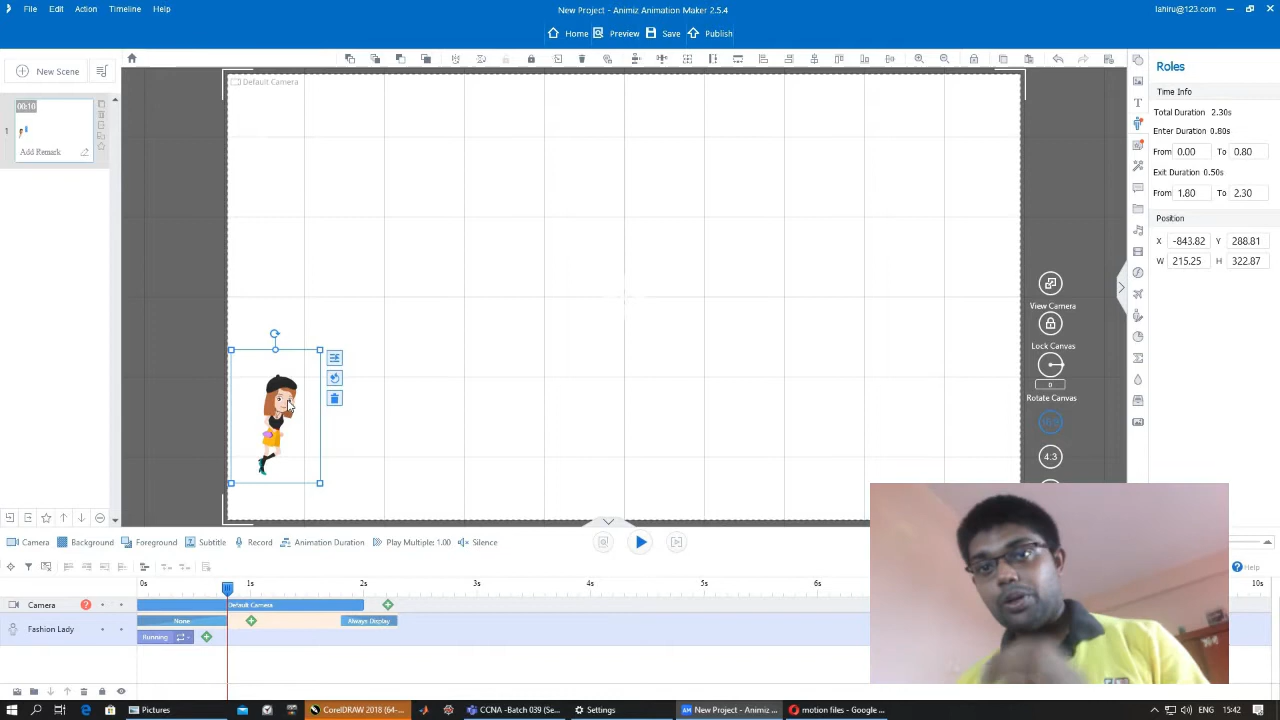 File Edit Action Timeline Help
New Project - Animiz Animation Maker 2.5.4
lahiru@123.com
Home Preview Save Publish
New Scene
Roles
Default Camera
00:10
Time Info
Total Duration 2.30s
1
Enter Duration 0.80s
Add Remark
From 0.00 To 0.80
Exit Duration 0.50s
From 1.80 To 2.30
Position
X -843.82 Y 288.81
W 215.25 H 322.87
View Camera
Lock Canvas
0
Rotate Canvas
4:3
Camera Background Foreground Subtitle Record Animation Duration Play Multiple: 1.00 Silence
Help
0s 1s 2s 3s 4s 5s 6s 10s
Camera Default Camera
None Always Display
Fashion Lady
Running
CorelDRAW 2018 (64-...
Pictures
CCNA -Batch 039 (Se...
Settings
New Project - Animiz ...
motion files - Google ...
ENG 15:42